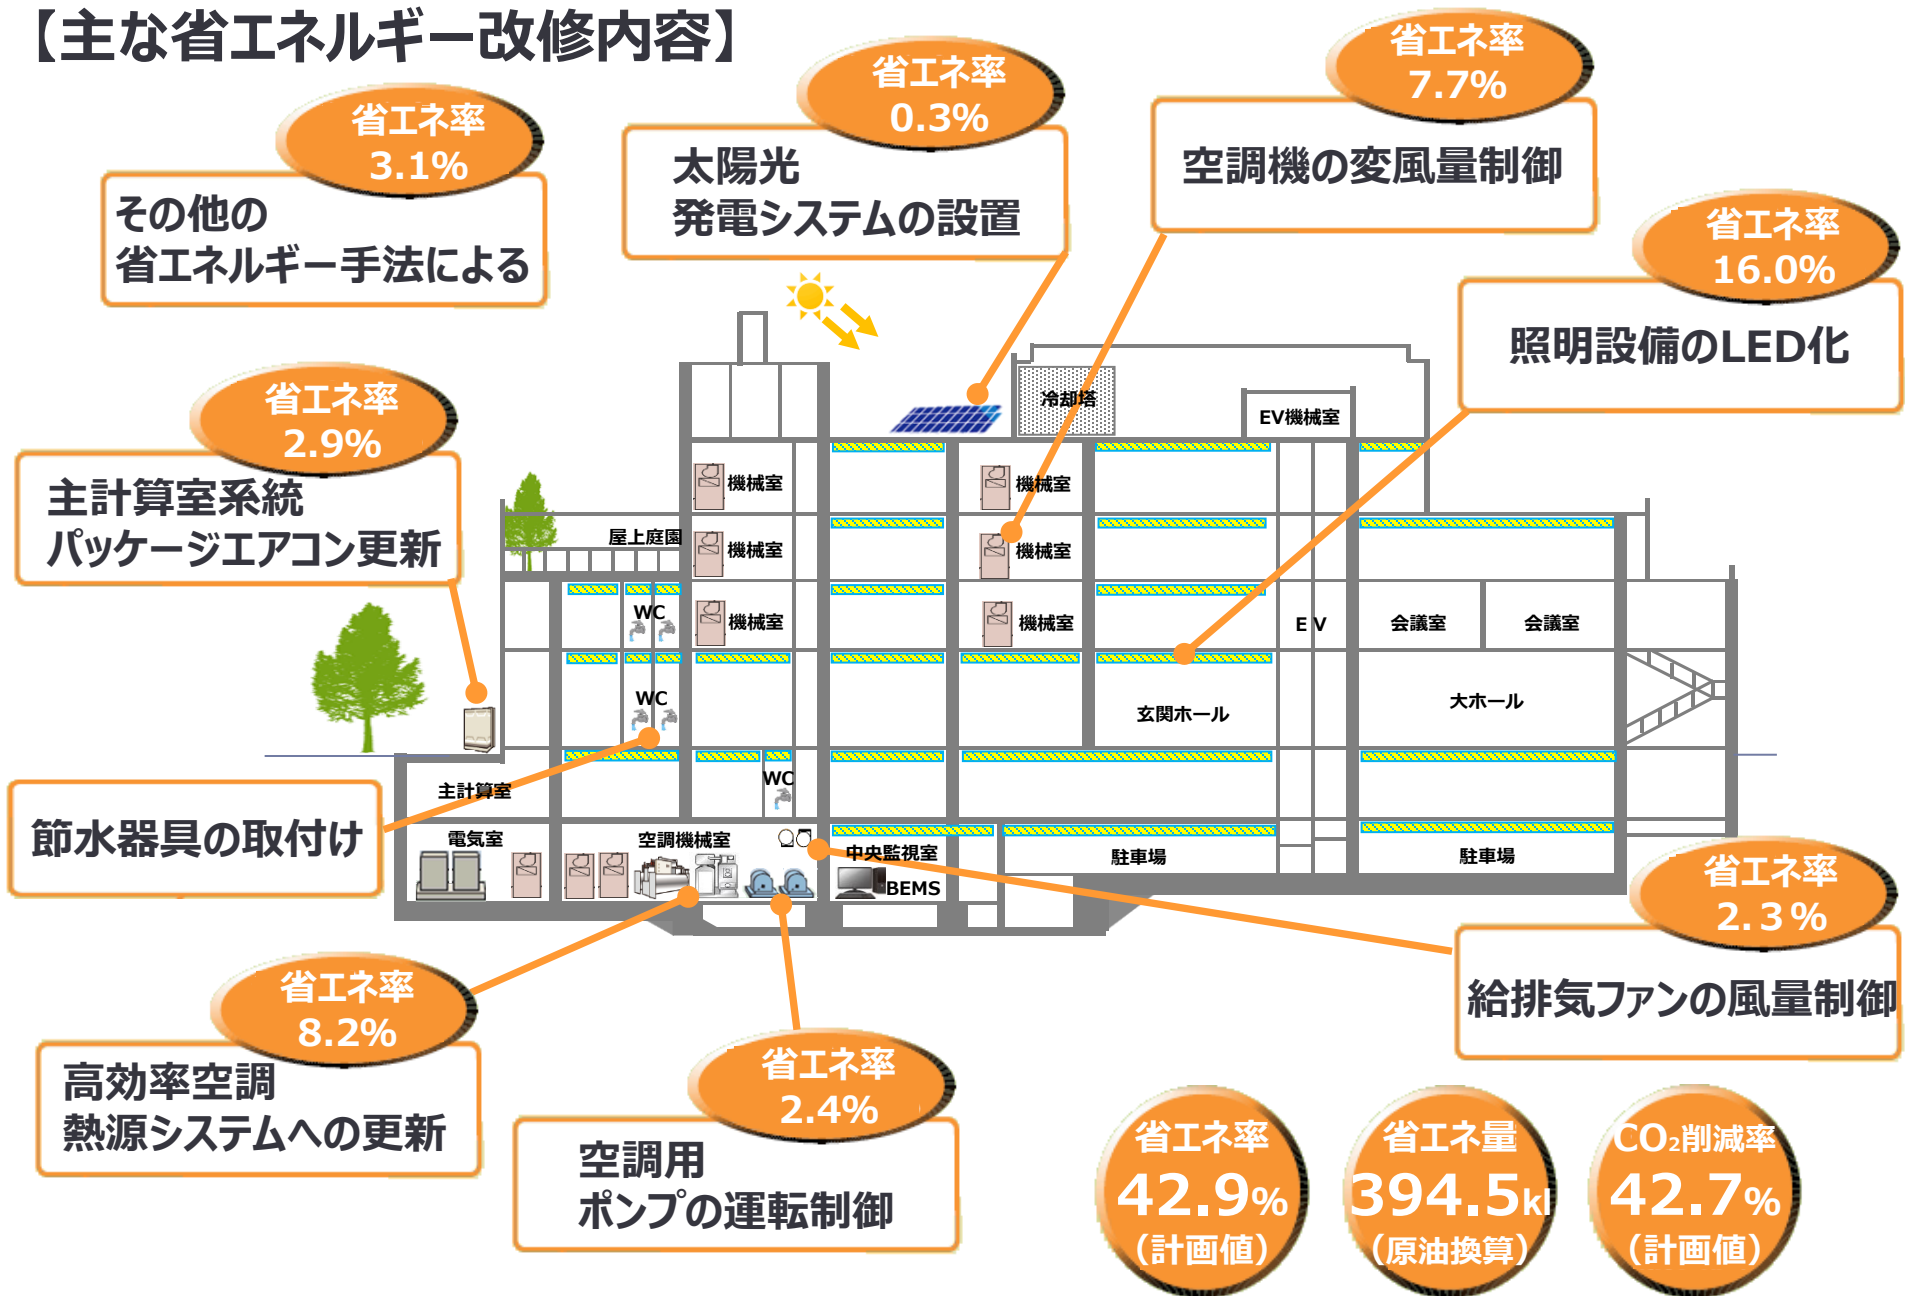 【主な省エネルギー改修内容】
省エネ率
3.1%
その他の
省エネルギー手法による
省エネ率
0.3%
太陽光
発電システムの設置
省エネ率
7.7%
空調機の変風量制御
省エネ率
16.0%
照明設備のLED化
省エネ率
2.9%
主計算室系統
パッケージエアコン更新
冷却塔
EV機械室
機械室
機械室
屋上庭園
機械室
機械室
WC
機械室
機械室
EV
会議室
会議室
WC
玄関ホール
大ホール
WC
主計算室
節水器具の取付け
電気室
空調機械室
中央監視室
BEMS
駐車場
駐車場
省エネ率
2.3%
給排気ファンの風量制御
省エネ率
8.2%
高効率空調
熱源システムへの更新
省エネ率
2.4%
空調用
ポンプの運転制御
省エネ率
42.9%
（計画値）
省エネ量
394.5kl
（原油換算）
CO₂削減率
42.7%
（計画値）